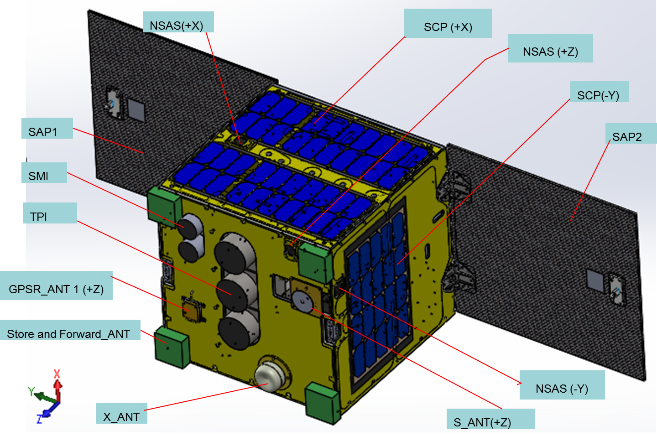 NSAS(+X)
SCP (+X)
NSAS (+Z)
SCP(-Y)
SAP1
SAP2
SMI
TPI
GPSR_ANT 1 (+Z)
Store and Forward_ANT
X_ANT
NSAS (-Y)
S_ANT(+Z)
X
Y
Z